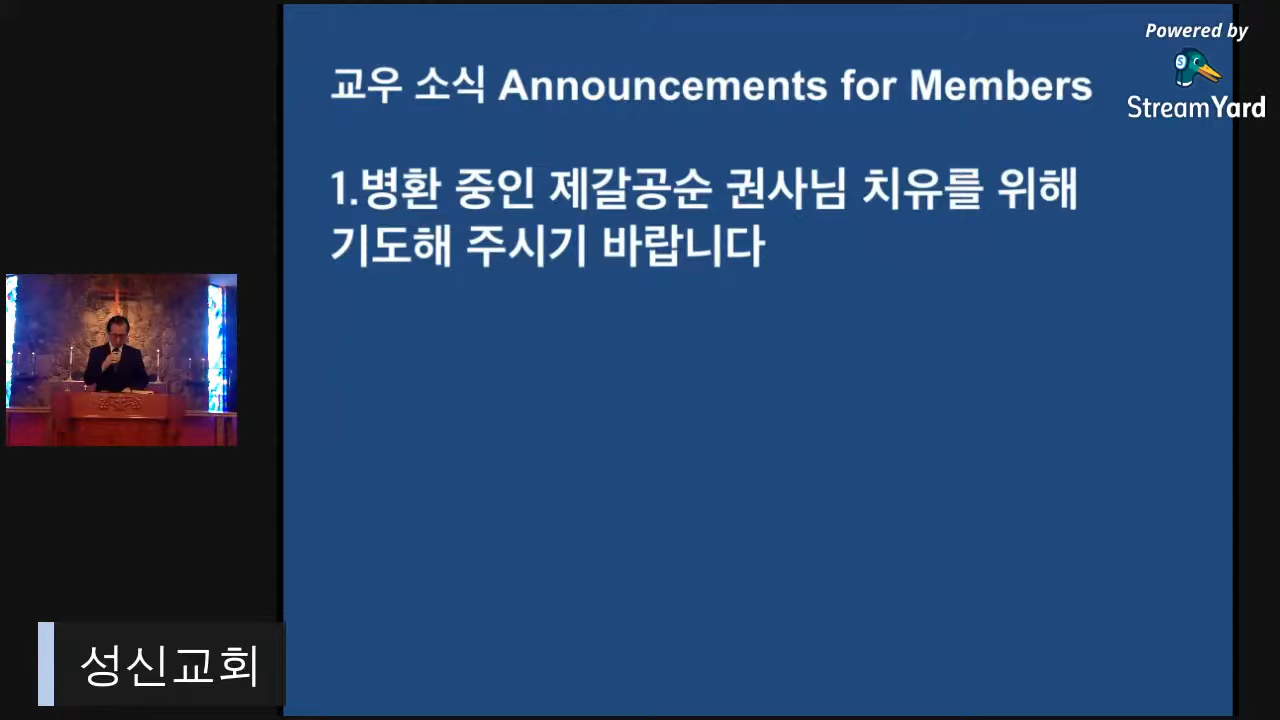 교우 소식 Announcements for Members
1.병환 중인 제갈공순 권사님 치유를 위해
기도해 주시기 바랍니다
Powered by
StreamYard
성신교회